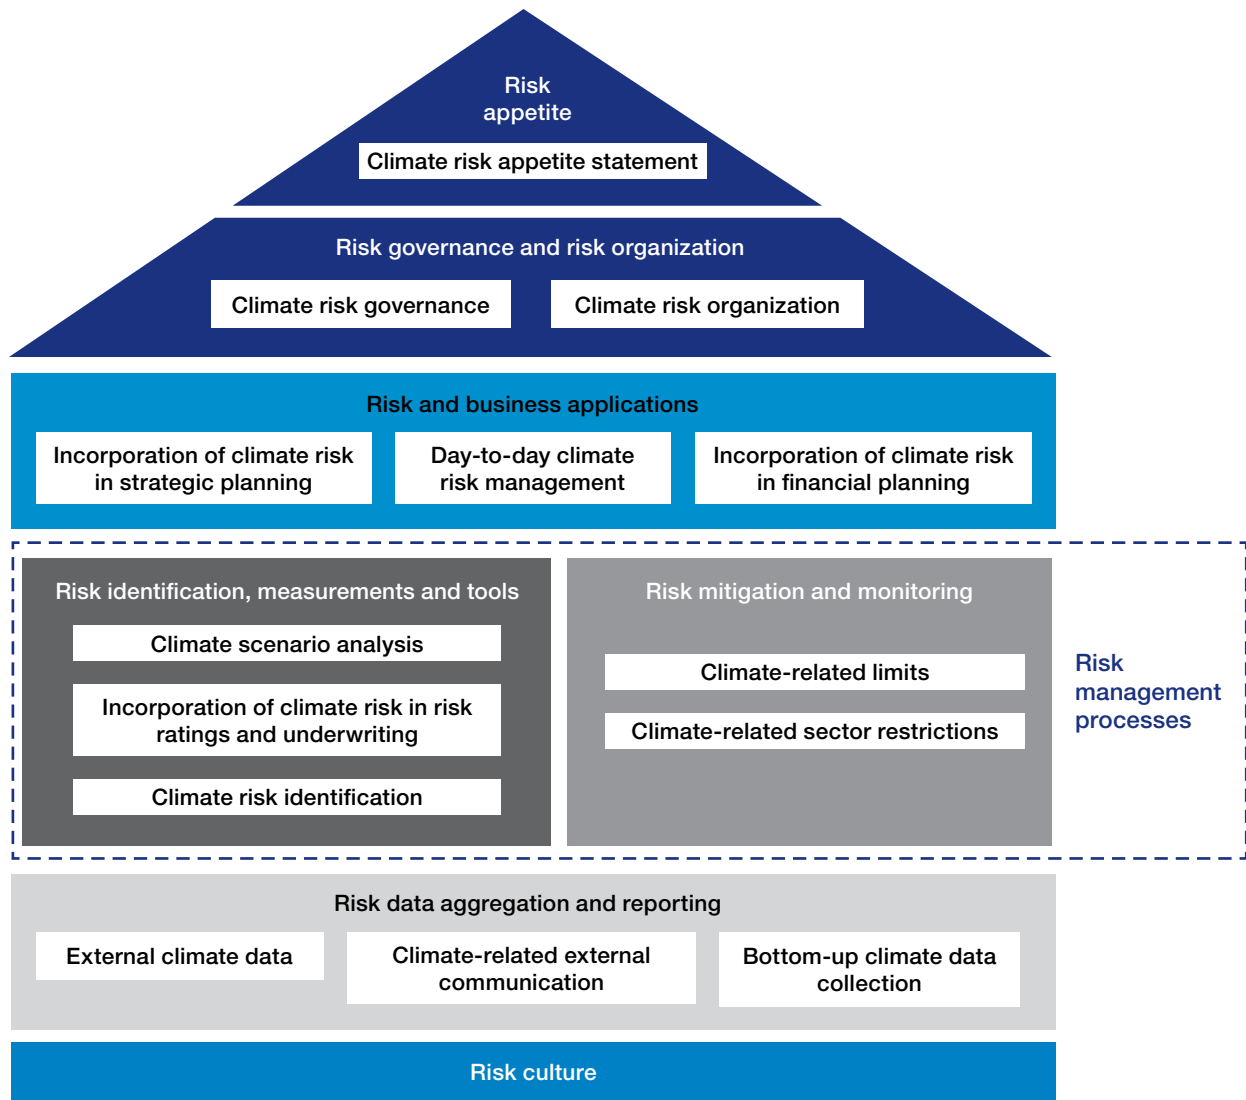 Risk
appetite
Climate risk appetite statement
Risk governance and risk organization
Climate risk governance
Climate risk organization
Risk and business applications
Incorporation of climate risk
in strategic planning
Day-to-day climate
risk management
Incorporation of climate risk
in financial planning
Risk identification, measurements and tools
Climate scenario analysis
Incorporation of climate risk in risk
ratings and underwriting
Climate risk identification
Risk mitigation and monitoring
Climate-related limits
Climate-related sector restrictions
Risk
management
processes
Risk data aggregation and reporting
External climate data
Climate-related external
communication
Bottom-up climate data
collection
Risk culture